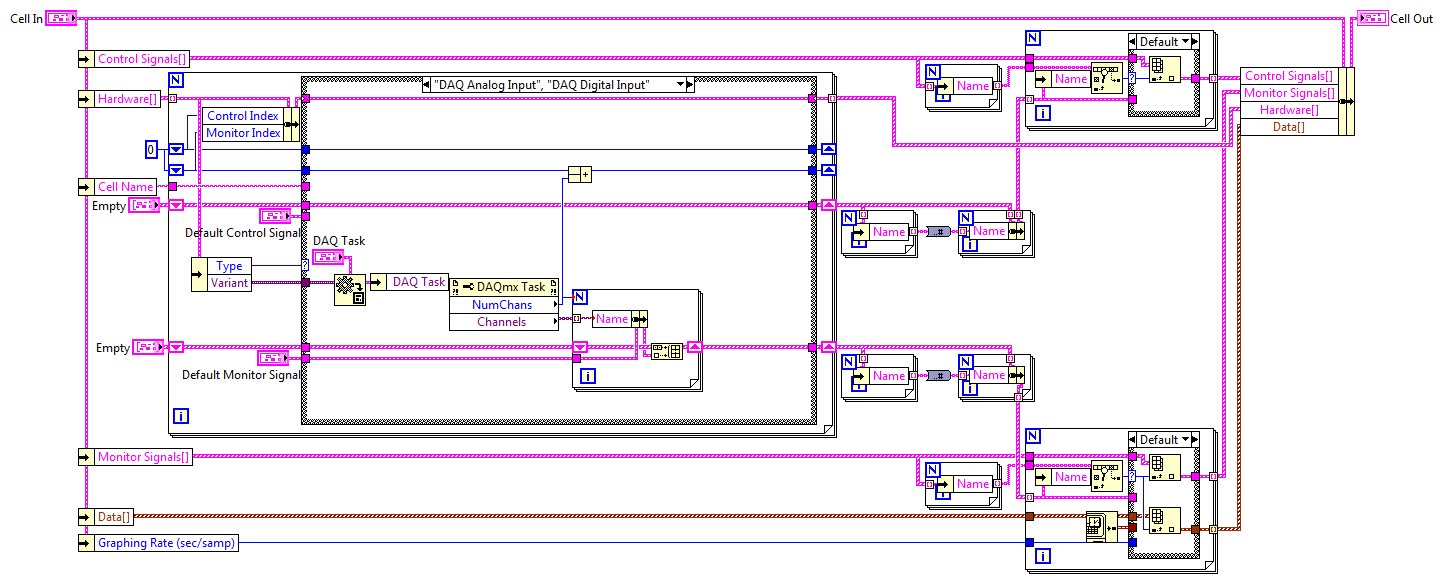 Cell In
Cell Out
Control Signals[]
N
Default
Name
N
Name
i
i
Control Signals[]
Monitor Signals[]
Hardware[]
Data[]
N
"DAQ Analog Input", "DAQ Digital Input"
Hardware[]
Control Index
Monitor Index
0
Cell Name
Empty
Default Control Signal
DAQ Task
Type
Variant
?
DAQ Task
DAQmx Task
NumChans
Channels
N
Name
i
+
N
Name
i
..#
N
Name
i
Empty
Default Monitor Signal
i
N
Name
i
..#
N
Name
i
Monitor Signals[]
N
Name
i
N
Default
Name
?
i
Data[]
Graphing Rate (sec/samp)